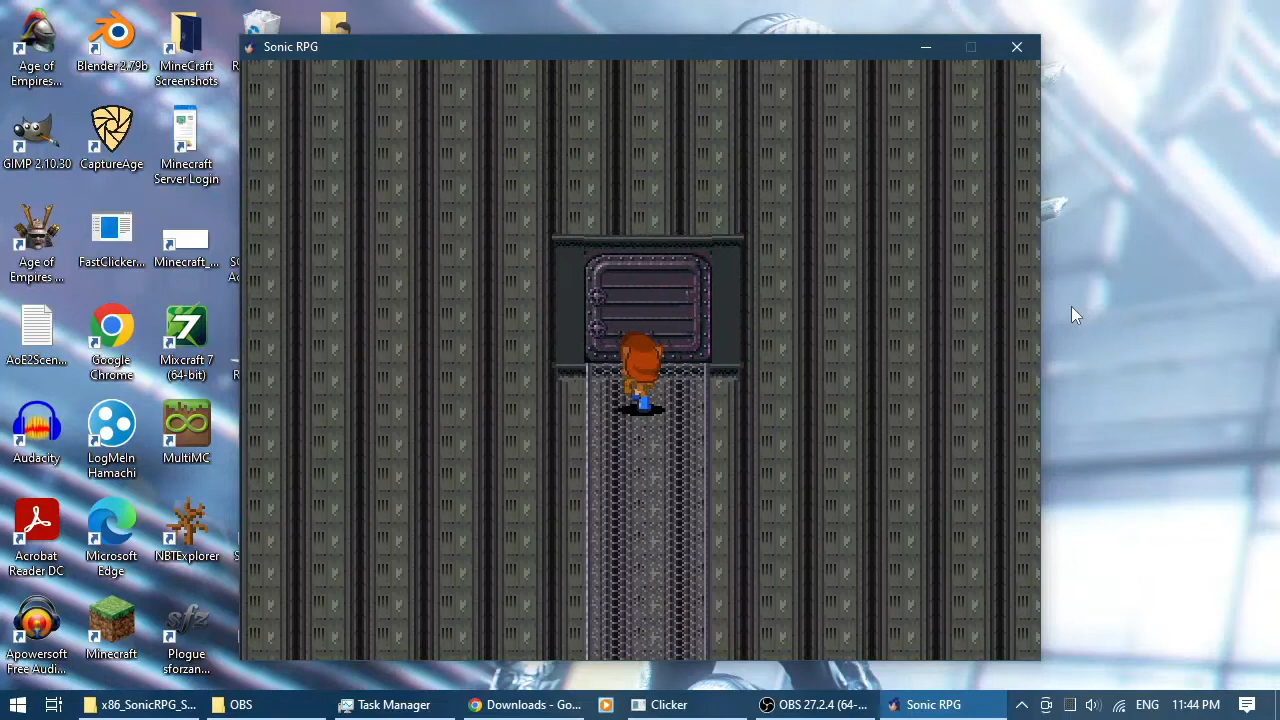 Sonic RPG
Age of
Empires...
Blender 2.79b
MineCraft
Screenshots
GIMP 2.10.30
CaptureAge
Minecraft
Server Login
Age of
Empires...
FastClicker...
Minecraft_...
AoE2Scen...
Google
Chrome
Mixcraft 7
(64-bit)
Audacity
LogMeIn
Hamachi
MultiMC
Acrobat
Reader DC
Microsoft
Edge
NBTExplorer
sfz
Apowersoft
Free Audi...
Minecraft
Plogue
sforzan...
x86_SonicRPG_S...
OBS
Task Manager
Downloads - Go...
Clicker
OBS 27.2.4 (64-...
Sonic RPG
ENG
11:44 PM